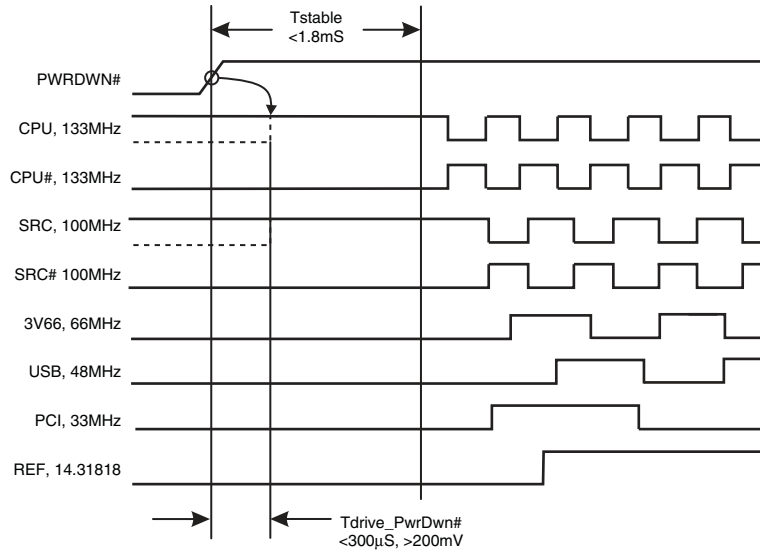 Tstable
<1.8mS
PWRDWN#
CPU, 133MHz
CPU#, 133MHz
SRC, 100MHz
SRC# 100MHz
3V66, 66MHz
USB, 48MHz
PCI, 33MHz
REF, 14.31818
Tdrive_PwrDwn#
<300µS, >200mV